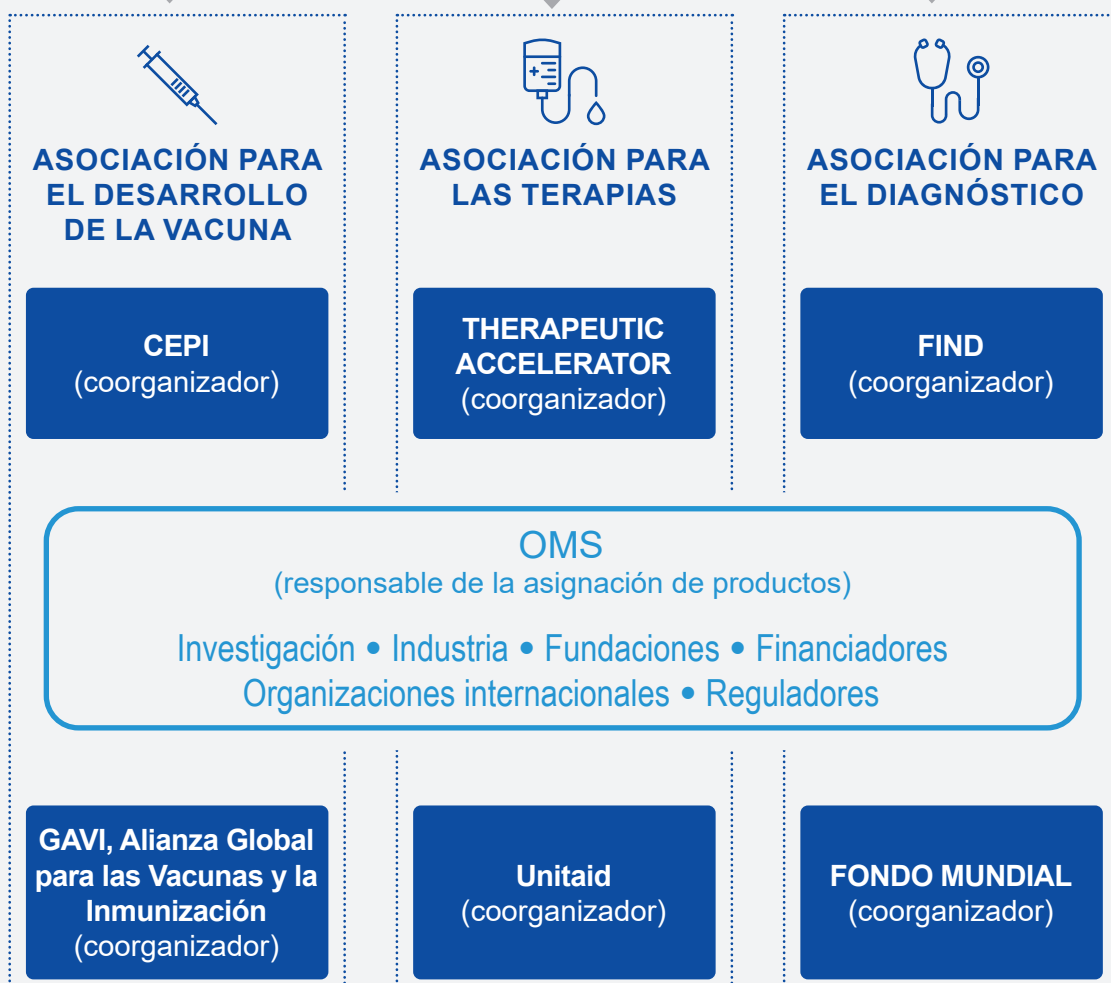 ASOCIACIÓN PARA
EL DESARROLLO
DE LA VACUNA
CEPI
(coorganizador)
ASOCIACIÓN PARA
LAS TERAPIAS
THERAPEUTIC
ACCELERATOR
(coorganizador)
ASOCIACIÓN PARA
EL DIAGNÓSTICO
FIND
(coorganizador)
OMS
(responsable de la asignación de productos)
Investigación • Industria • Fundaciones • Financiadores
Organizaciones internacionales • Reguladores
GAVI, Alianza Global
para las Vacunas y la
Inmunización
(coorganizador)
Unitaid
(coorganizador)
FONDO MUNDIAL
(coorganizador)